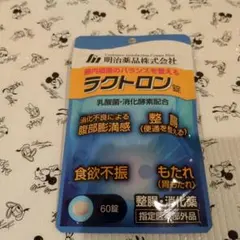 明治薬品株式会社
腸内細菌のバランスを整える
ラクトロン錠
乳酸菌・消化酵素配合
消化不良による
腹部膨満感
整腸
(便通を整える)
食欲不振
もたれ
(胃もたれ)
60錠
整腸・消化薬
指定医薬部外品